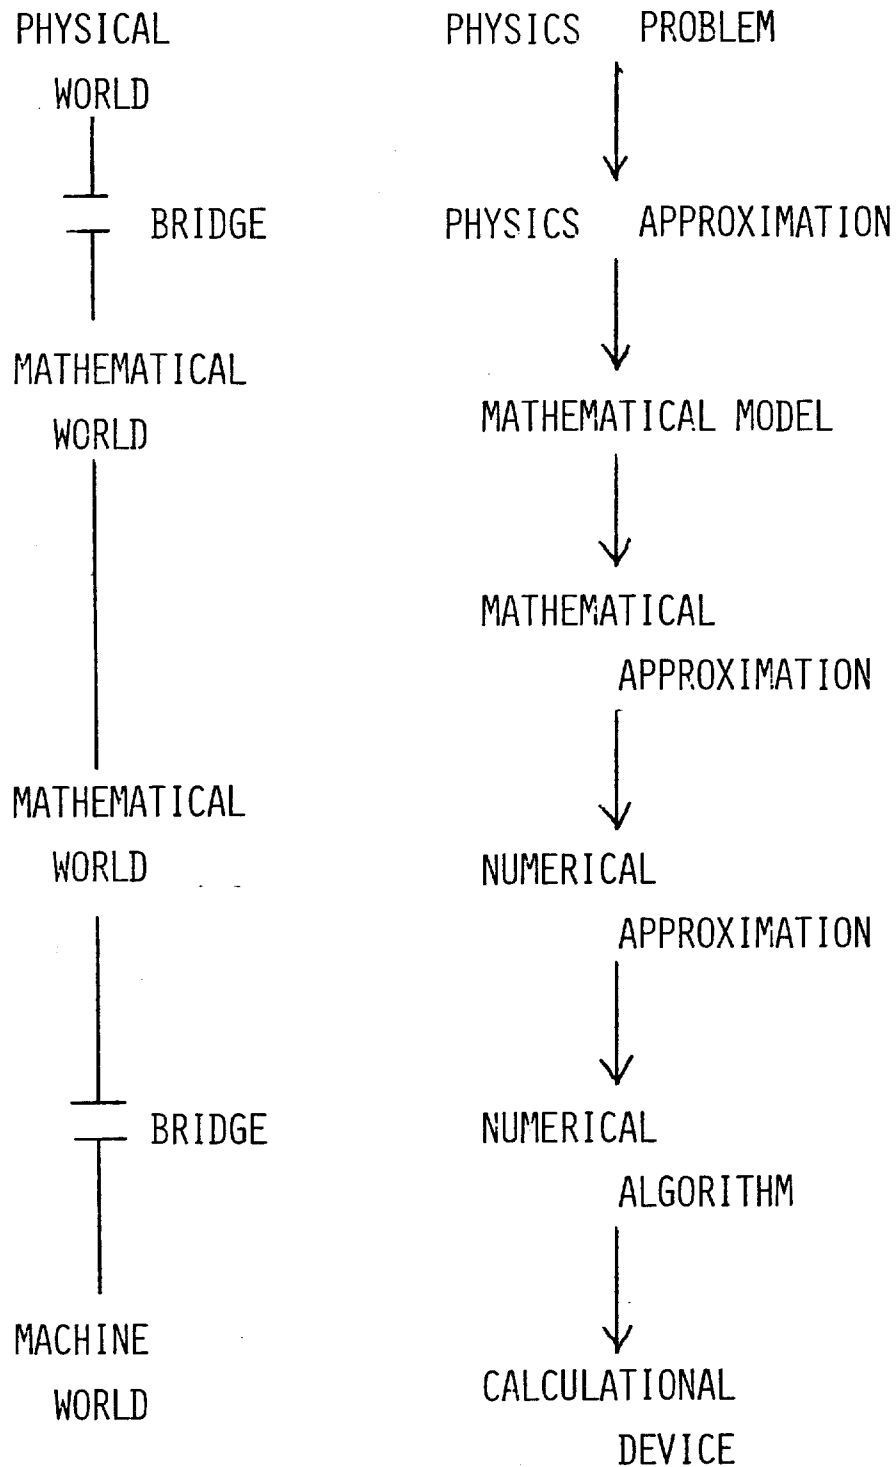 PHYSICAL
WORLD
BRIDGE
MATHEMATICAL
WORLD
MATHEMATICAL
WORLD
BRIDGE
MACHINE
WORLD
PHYSICS PROBLEM
PHYSICS APPROXIMATION
MATHEMATICAL MODEL
MATHEMATICAL
APPROXIMATION
NUMERICAL
APPROXIMATION
NUMERICAL
ALGORITHM
CALCULATIONAL
DEVICE